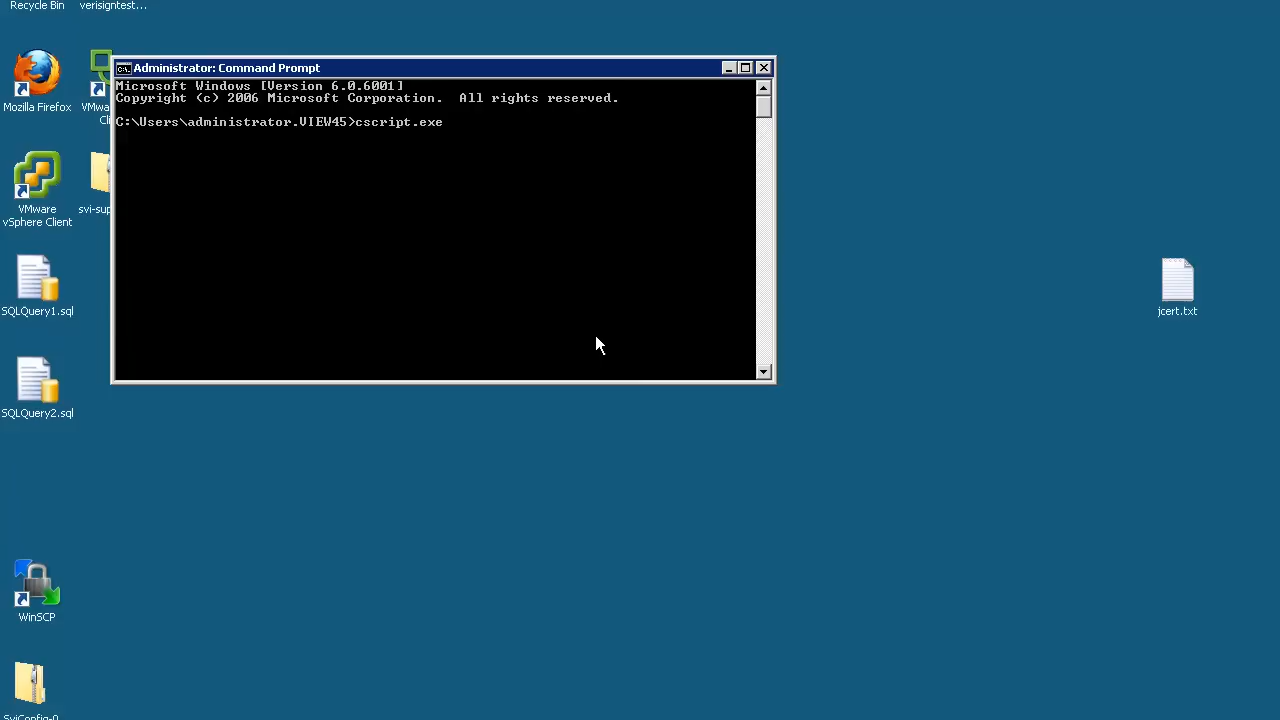 Recycle Bin
verisigntest...
Administrator: Command Prompt
Microsoft Windows [Version 6.0.6001]
Copyright (c) 2006 Microsoft Corporation.  All rights reserved.
C:\Users\administrator.VIEW45>cscript.exe
Mozilla Firefox
VMwa
Cli
VMware
vSphere Client
svi-sup
SQLQuery1.sql
jcert.txt
SQLQuery2.sql
WinSCP
SviConfig-0